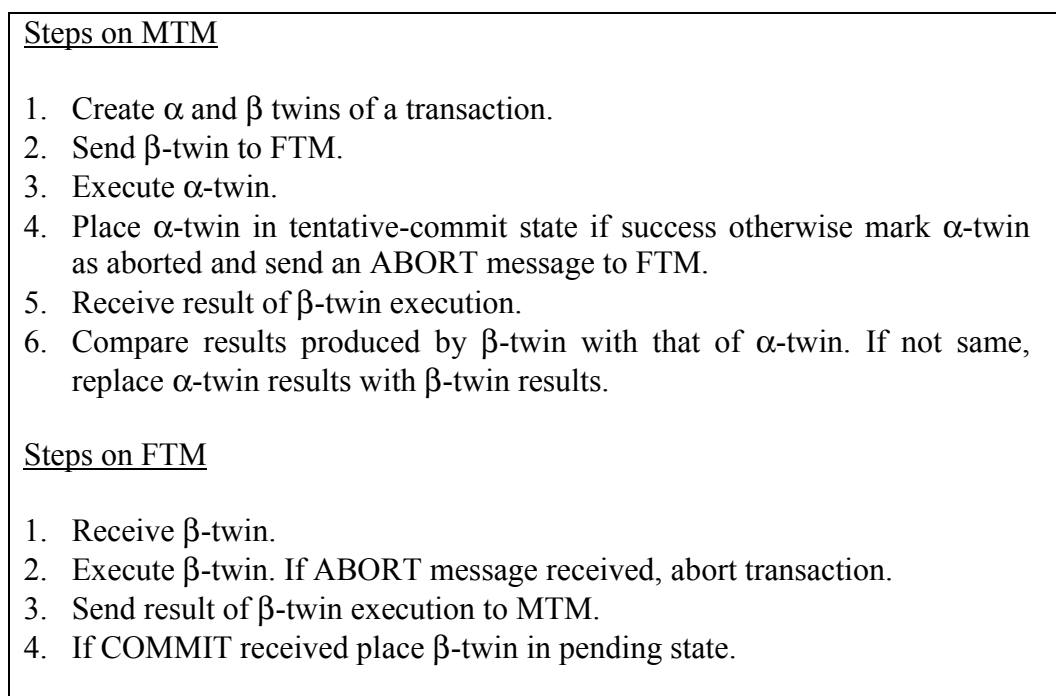 Steps on MTM
1. Create α and β twins of a transaction.
2. Send β-twin to FTM.
3. Execute α-twin.
4. Place α-twin in tentative-commit state if success otherwise mark α-twin
as aborted and send an ABORT message to FTM.
5. Receive result of β-twin execution.
6. Compare results produced by β-twin with that of α-twin. If not same,
replace α-twin results with β-twin results.
Steps on FTM
1. Receive β-twin.
2. Execute β-twin. If ABORT message received, abort transaction.
3. Send result of β-twin execution to MTM.
4. If COMMIT received place β-twin in pending state.